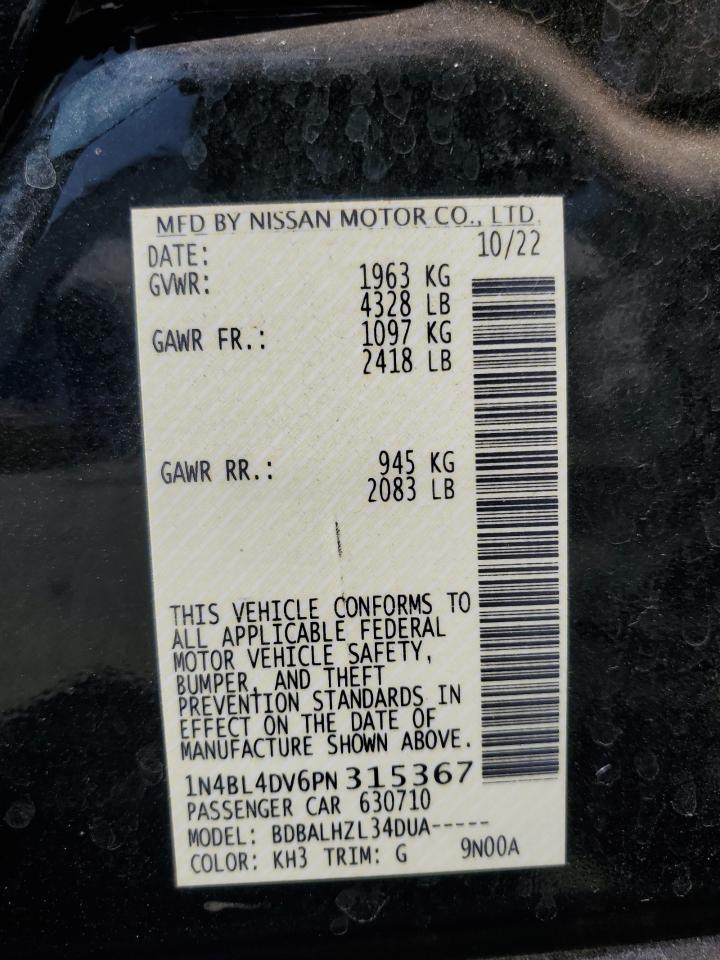 MFD BY NISSAN MOTOR CO., LTD.
DATE: 10/22
GVWR: 1963 KG
4328 LB
GAWR FR.: 1097 KG
2418 LB
GAWR RR.: 945 KG
2083 LB
THIS VEHICLE CONFORMS TO
ALL APPLICABLE FEDERAL
MOTOR VEHICLE SAFETY,
BUMPER, AND THEFT
PREVENTION STANDARDS IN
EFFECT ON THE DATE OF
MANUFACTURE SHOWN ABOVE.
1N4BL4DV6PN315367
PASSENGER CAR 630710
MODEL: BDBALHZL34DUA-----
COLOR: KH3 TRIM: G 9N00A